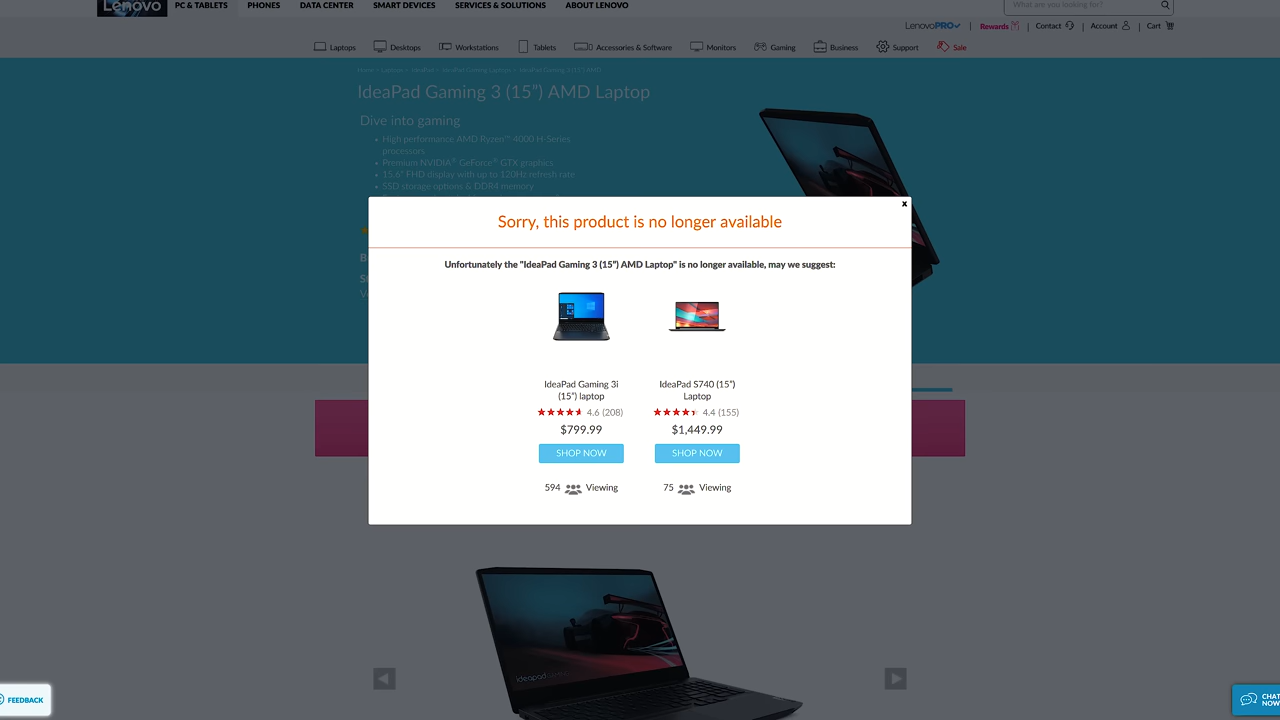 Lenovo
PC & TABLETS PHONES DATA CENTER SMART DEVICES SERVICES & SOLUTIONS ABOUT LENOVO
What are you looking for?
LenovoPRO | Rewards | Contact | Account | Cart
Laptops Desktops Workstations Tablets Accessories & Software Monitors Gaming Business Support Sale
IdeaPad Gaming 3 (15") AMD Laptop
Dive into gaming
• High performance AMD Ryzen™ 4000 H-Series
processors
• Premium NVIDIA® GeForce® GTX graphics
• 15.6" FHD display with up to 120Hz refresh rate
• SSD storage options & DDR4 memory
x
Sorry, this product is no longer available
Unfortunately the "IdeaPad Gaming 3 (15") AMD Laptop" is no longer available, may we suggest:
IdeaPad Gaming 3i
(15") laptop
4.6 (208)
$799.99
SHOP NOW
594 Viewing
IdeaPad S740 (15")
Laptop
4.4 (155)
$1,449.99
SHOP NOW
75 Viewing
ideapad
FEEDBACK
CHAT
NOW